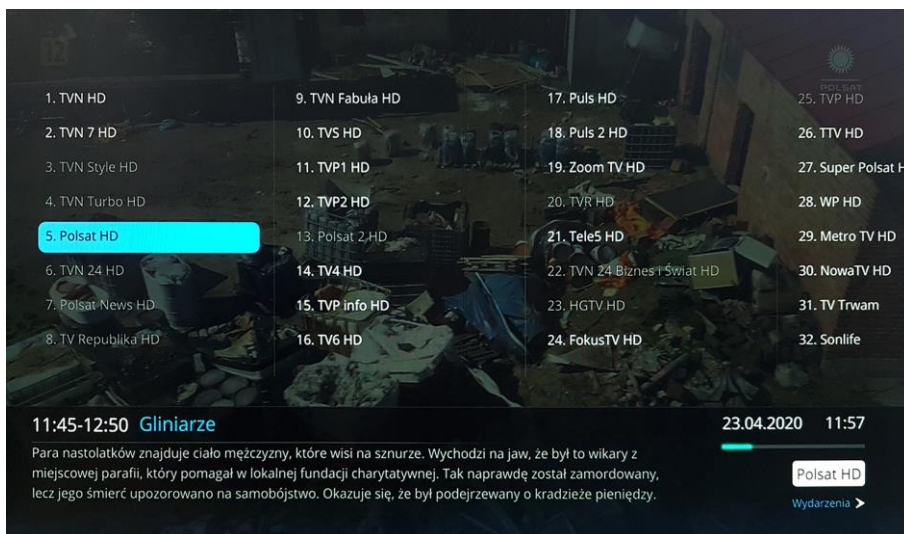 12
POLSAT
1. TVN HD
2. TVN 7 HD
3. TVN Style HD
4. TVN Turbo HD
5. Polsat HD
6. TVN 24 HD
7. Polsat News HD
8. TV Republika HD
9. TVN Fabuła HD
10. TVS HD
11. TVP1 HD
12. TVP2 HD
13. Polsat 2 HD
14. TV4 HD
15. TVP info HD
16. TV6 HD
17. Puls HD
18. Puls 2 HD
19. Zoom TV HD
20. TVR HD
21. Tele5 HD
22. TVN 24 Biznes i Świat HD
23. HGTV HD
24. FokusTV HD
25. TVP HD
26. TTV HD
27. Super Polsat H
28. WP HD
29. Metro TV HD
30. NowaTV HD
31. TV Trwam
32. Sonlife
11:45-12:50 Gliniarze
23.04.2020 11:57
Para nastolatków znajduje ciało mężczyzny, które wisi na sznurze. Wychodzi na jaw, że był to wikary z
miejscowej parafii, który pomagał w lokalnej fundacji charytatywnej. Tak naprawdę został zamordowany,
lecz jego śmierć upozorowano na samobójstwo. Okazuje się, że był podejrzewany o kradzieże pieniędzy.
Polsat HD
Wydarzenia >